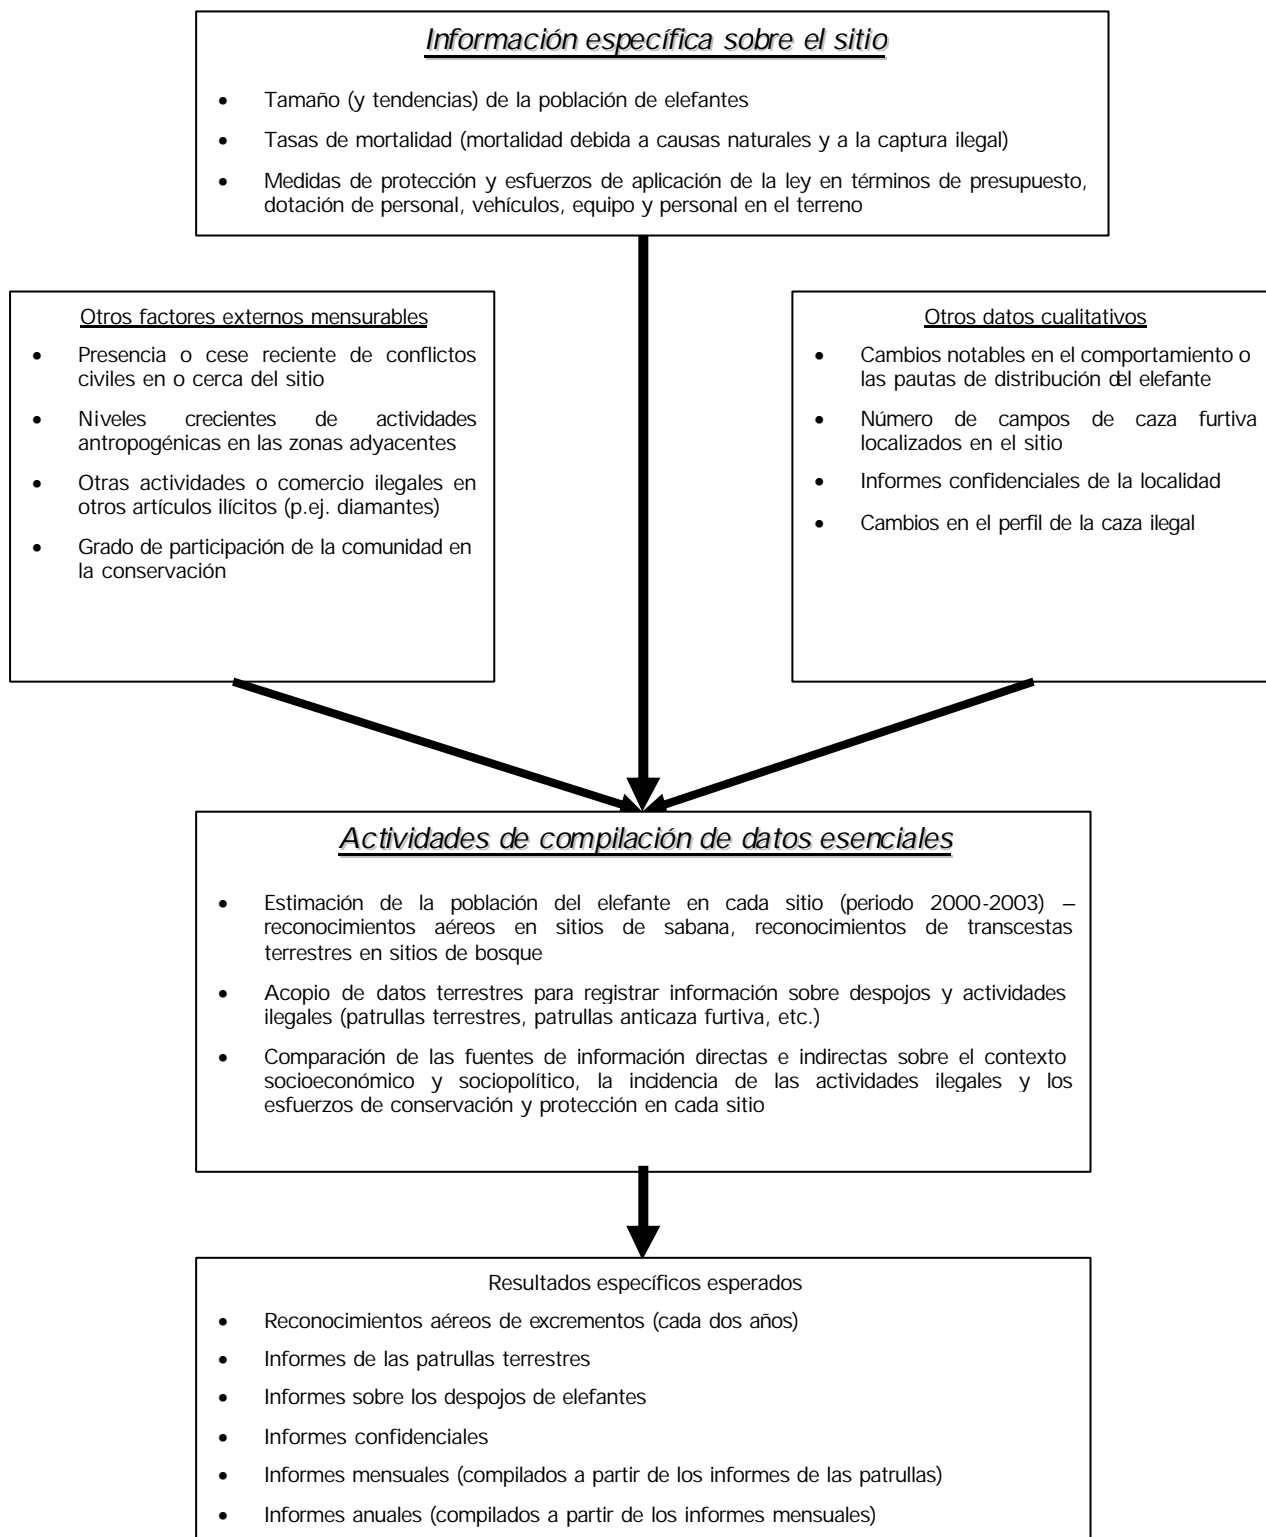 Información específica sobre el sitio
• Tamaño (y tendencias) de la población de elefantes
• Tasas de mortalidad (mortalidad debida a causas naturales y a la captura ilegal)
• Medidas de protección y esfuerzos de aplicación de la ley en términos de presupuesto,
dotación de personal, vehículos, equipo y personal en el terreno
Otros factores externos mensurables
• Presencia o cese reciente de conflictos
civiles en o cerca del sitio
• Niveles crecientes de actividades
antropogénicas en las zonas adyacentes
• Otras actividades o comercio ilegales en
otros artículos ilícitos (p.ej. diamantes)
• Grado de participación de la comunidad en
la conservación
Otros datos cualitativos
• Cambios notables en el comportamiento o
las pautas de distribución del elefante
• Número de campos de caza furtiva
localizados en el sitio
• Informes confidenciales de la localidad
• Cambios en el perfil de la caza ilegal
Actividades de compilación de datos esenciales
• Estimación de la población del elefante en cada sitio (periodo 2000-2003) –
reconocimientos aéreos en sitios de sabana, reconocimientos de transcestas
terrestres en sitios de bosque
• Acopio de datos terrestres para registrar información sobre despojos y actividades
ilegales (patrullas terrestres, patrullas anticaza furtiva, etc.)
• Comparación de las fuentes de información directas e indirectas sobre el contexto
socioeconómico y sociopolítico, la incidencia de las actividades ilegales y los
esfuerzos de conservación y protección en cada sitio
Resultados específicos esperados
• Reconocimientos aéreos de excrementos (cada dos años)
• Informes de las patrullas terrestres
• Informes sobre los despojos de elefantes
• Informes confidenciales
• Informes mensuales (compilados a partir de los informes de las patrullas)
• Informes anuales (compilados a partir de los informes mensuales)